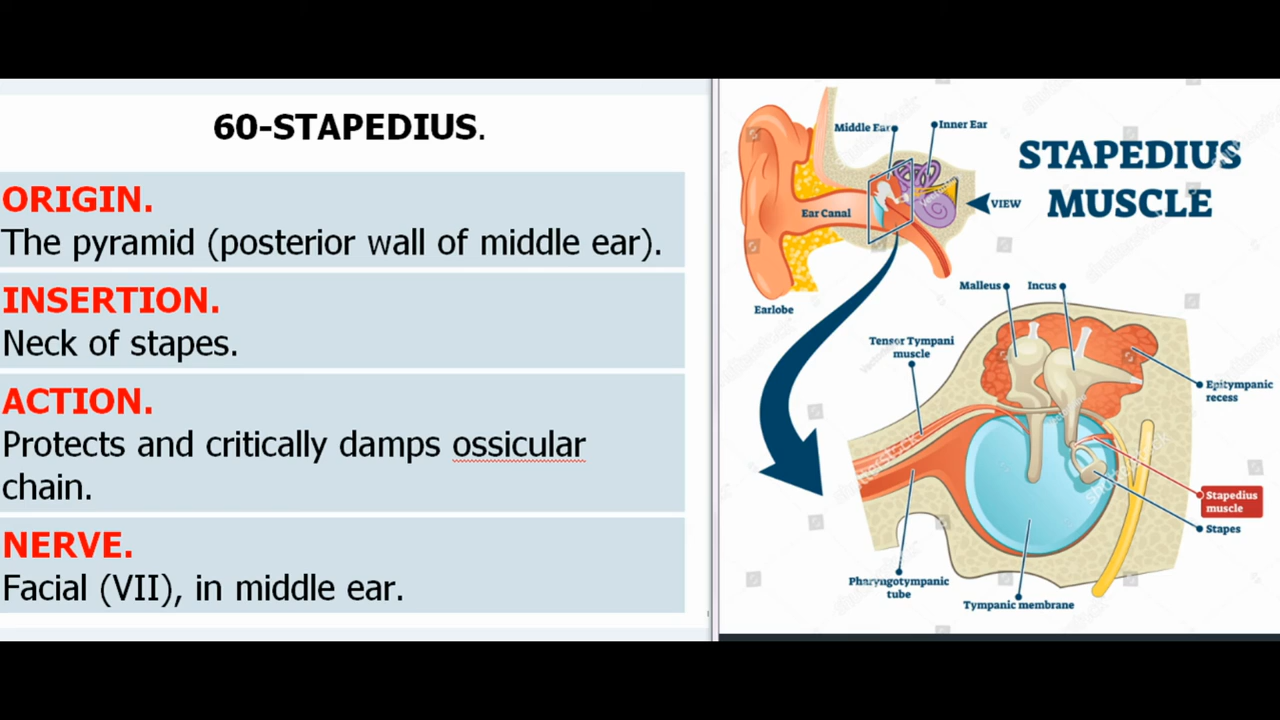 60-STAPEDIUS.
ORIGIN.
The pyramid (posterior wall of middle ear).
INSERTION.
Neck of stapes.
ACTION.
Protects and critically damps ossicular
chain.
NERVE.
Facial (VII), in middle ear.
STAPEDIUS
MUSCLE
Middle Ear
Inner Ear
VIEW
Ear Canal
Earlobe
Malleus
Incus
Tensor Tympani
muscle
Epitympanic
recess
Stapedius
muscle
Stapes
Pharyngotympanic
tube
Tympanic membrane